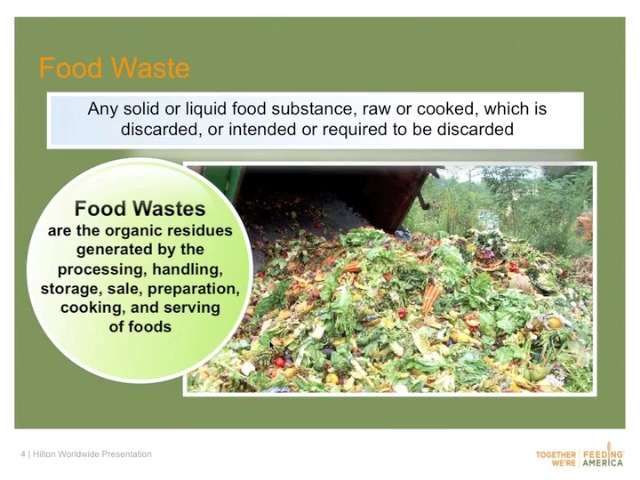 Food Waste
Any solid or liquid food substance, raw or cooked, which is
discarded, or intended or required to be discarded
Food Wastes
are the organic residues
generated by the
processing, handling,
storage, sale, preparation,
cooking, and serving
of foods
4 | Hilton Worldwide Presentation
TOGETHER
WE'RE
FEEDING
AMERICA